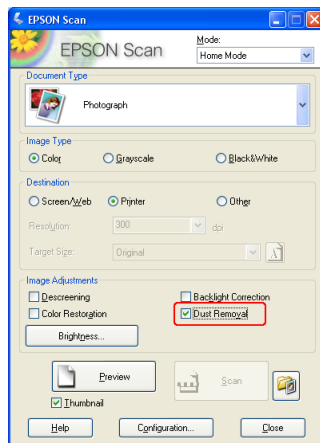 EPSON Scan
EPSON Scan
Mode:
Home Mode
Document Type
Photograph
Image Type
Color Grayscale Black&White
Destination
Screen/Web Printer Other
Resolution: 300 dpi
Target Size: Original
Image Adjustments
Descreening Backlight Correction
Color Restoration Dust Removal
Brightness...
Preview Scan
Thumbnail
Help Configuration... Close